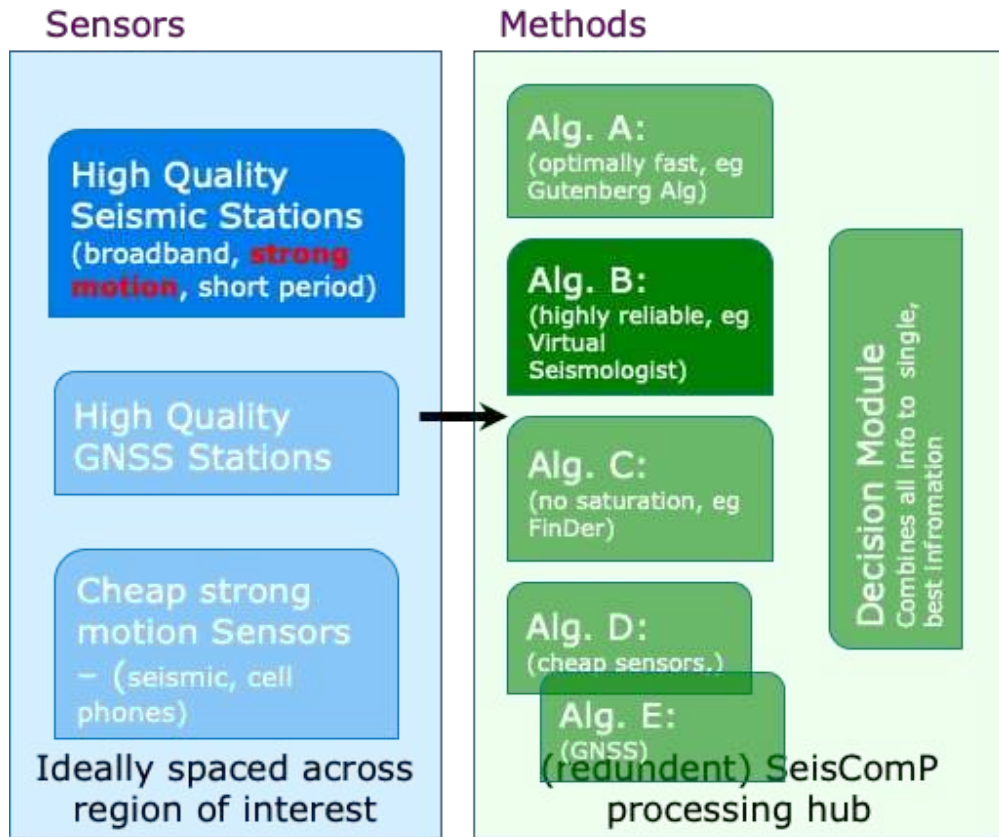 Sensors
High Quality
Seismic Stations
(broadband, strong
motion, short period)
High Quality
GNSS Stations
Cheap strong
motion Sensors
– (seismic, cell
phones)
Ideally spaced across
region of interest
Methods
Alg. A:
(optimally fast, eg
Gutenberg Alg)
Alg. B:
(highly reliable, eg
Virtual
Seismologist)
Alg. C:
(no saturation, eg
FinDer)
Alg. D:
(cheap sensors,)
Alg. E:
(GNSS)
Decision Module
Combines all info to single,
best infromation
(redundent) SeisComP
processing hub